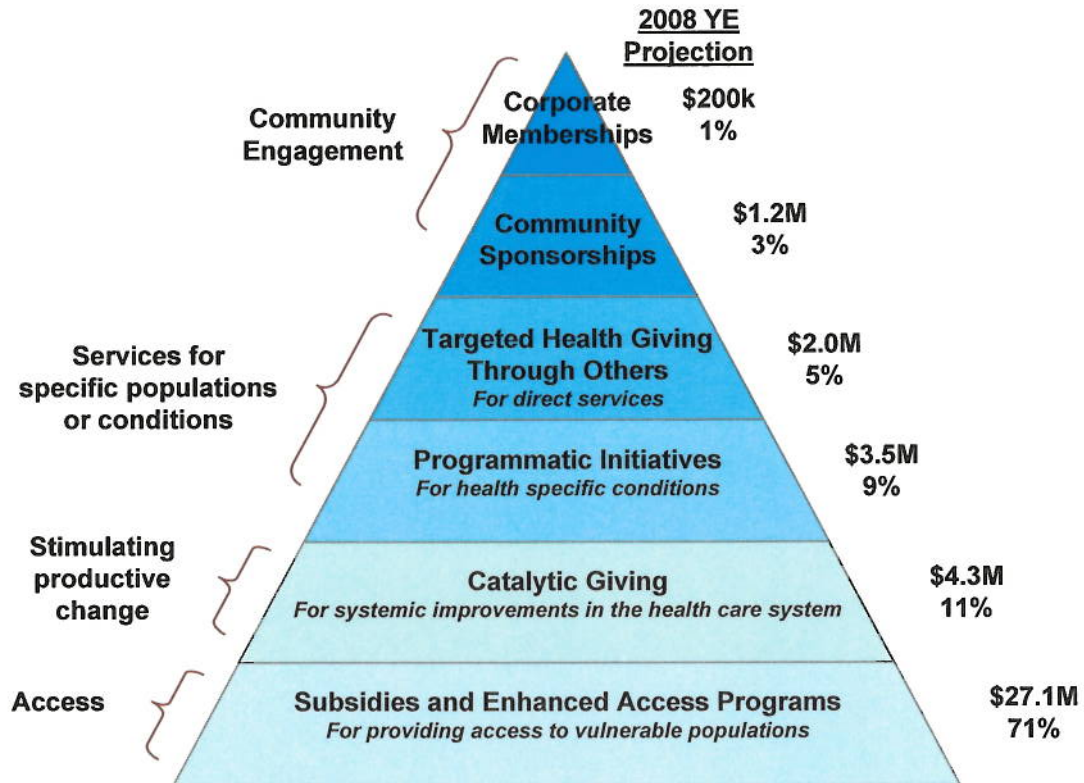 2008 YE
Projection
Community
Engagement
Corporate
Memberships
$200k
1%
Community
Sponsorships
$1.2M
3%
Services for
specific populations
or conditions
Targeted Health Giving
Through Others
For direct services
$2.0M
5%
Programmatic Initiatives
For health specific conditions
$3.5M
9%
Stimulating
productive
change
Catalytic Giving
For systemic improvements in the health care system
$4.3M
11%
Access
Subsidies and Enhanced Access Programs
For providing access to vulnerable populations
$27.1M
71%